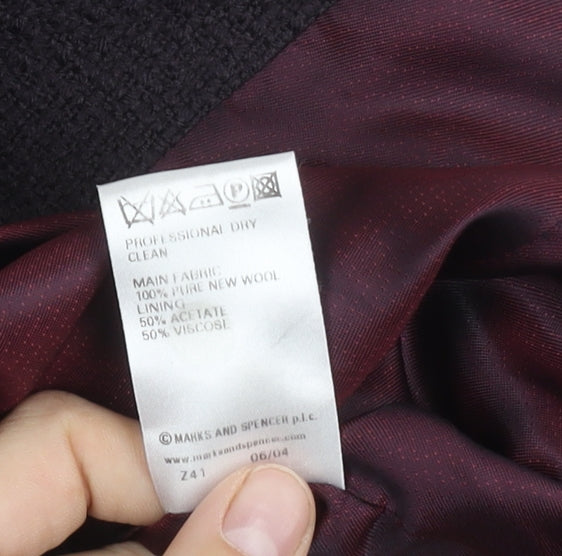 P
PROFESSIONAL DRY
CLEAN
MAIN FABRIC
100% PURE NEW WOOL
LINING
50% ACETATE
50% VISCOSE
©MARKS AND SPENCER p.l.c.
www.marksandspencer.com
Z41 06/04